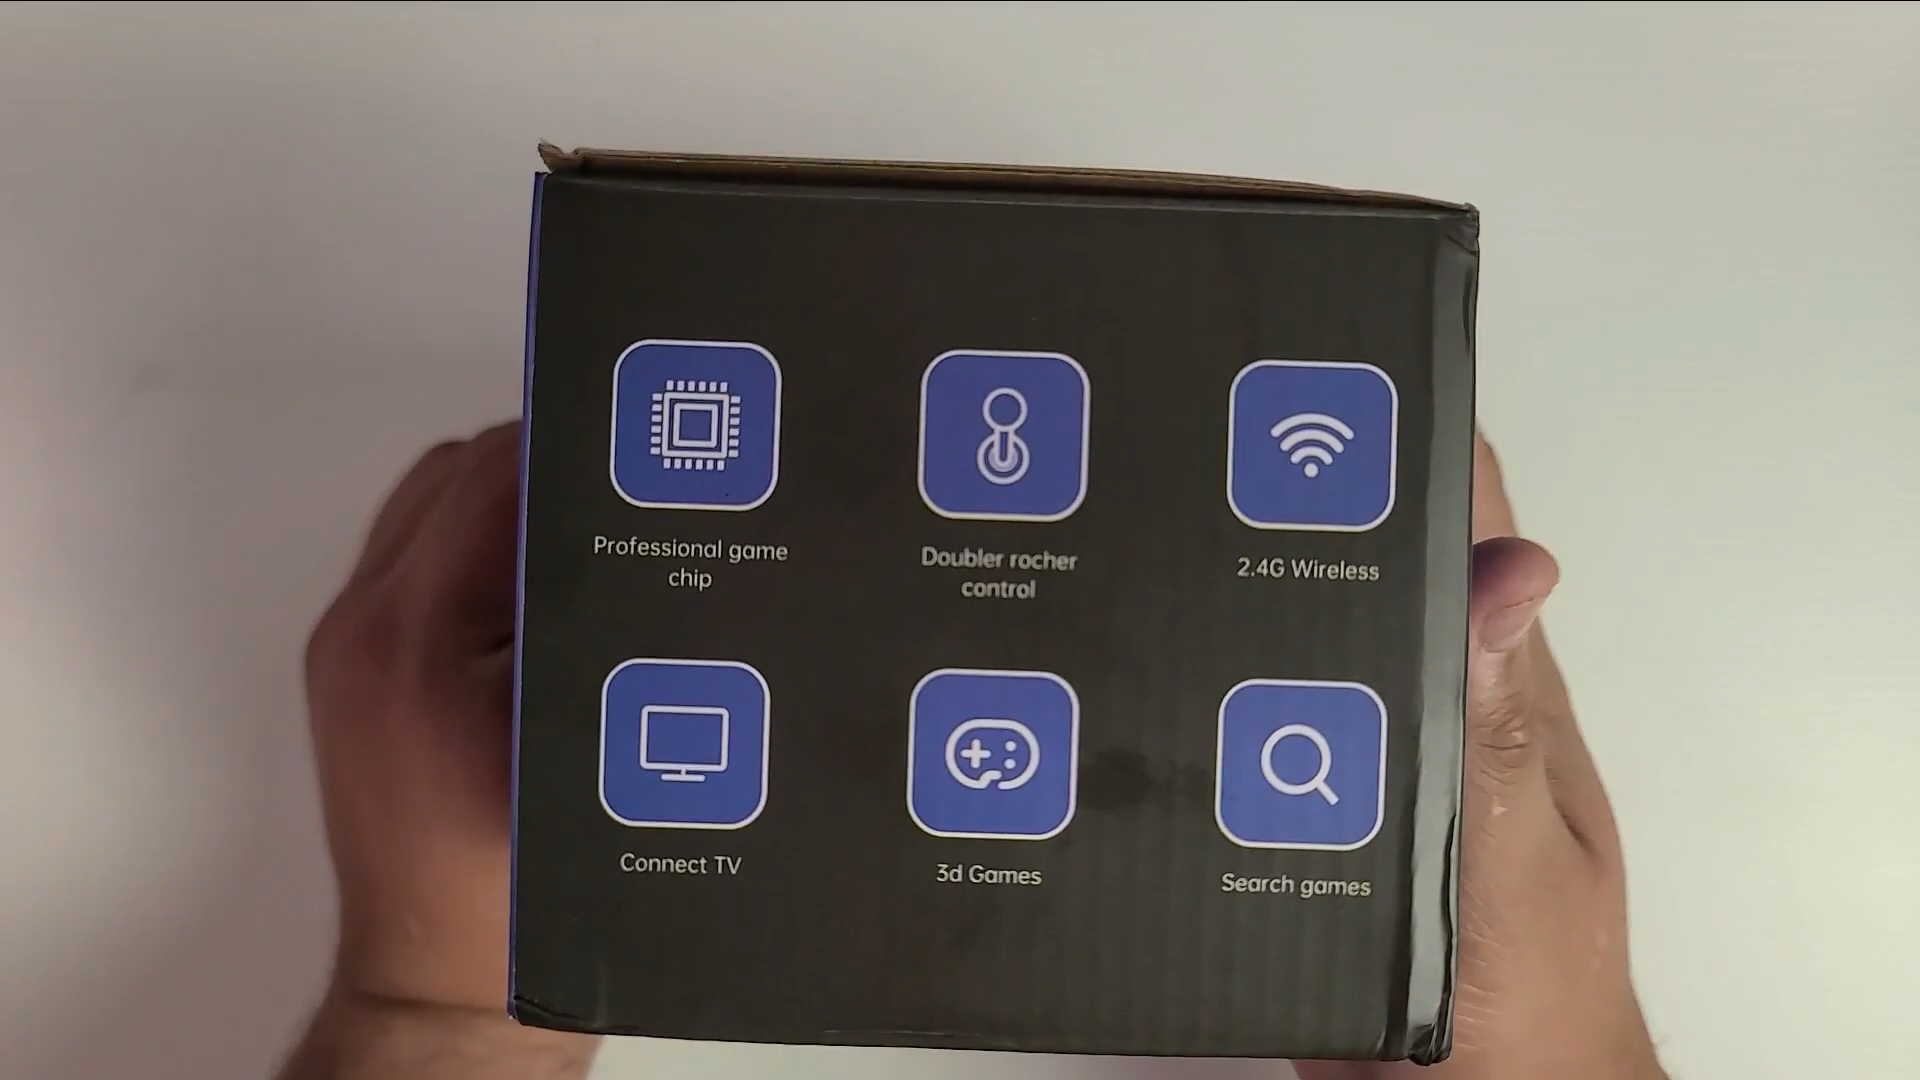 Professional game
chip
Doubler rocher
control
2.4G Wireless
Connect TV
3d Games
Search games